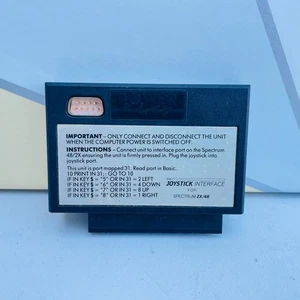 IMPORTANT – ONLY CONNECT AND DISCONNECT THE UNIT
WHEN THE COMPUTER POWER IS SWITCHED OFF.
INSTRUCTIONS – Connect unit to interface port on the Spectrum
48/2X ensuring the unit is firmly pressed in. Plug the joystick into
joystick port.
This unit is port mapped 31. Read port in Basic.
10 PRINT IN 31; : GO TO 10
IF IN KEY $ = "5" OR IN 31 = 2 LEFT
IF IN KEY $ = "6" OR IN 31 = 4 DOWN
IF IN KEY $ = "7" OR IN 31 = 8 UP
IF IN KEY $ = "8" OR IN 31 = 1 RIGHT
JOYSTICK INTERFACE
FOR
SPECTRUM ZX/48